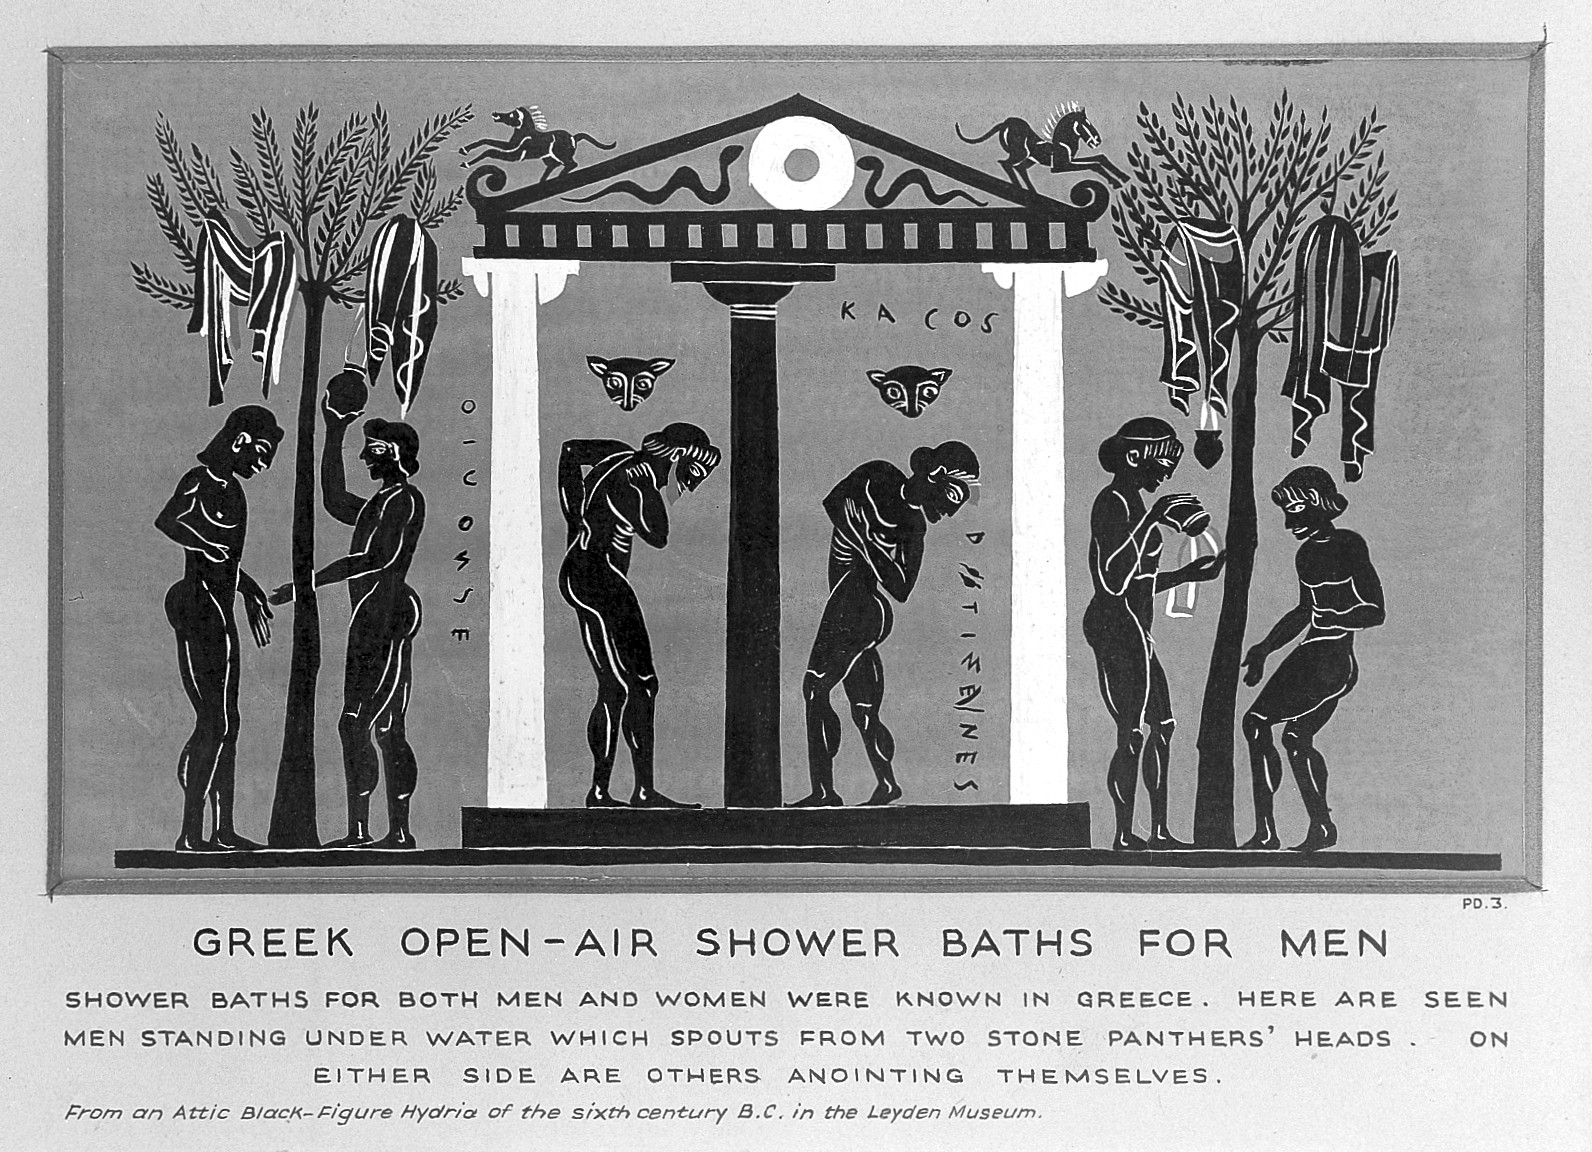 KACOS
PD.3.
GREEK OPEN-AIR SHOWER BATHS FOR MEN
SHOWER BATHS FOR BOTH MEN AND WOMEN WERE KNOWN IN GREECE. HERE ARE SEEN
MEN STANDING UNDER WATER WHICH SPOUTS FROM TWO STONE PANTHERS' HEADS. ON
EITHER SIDE ARE OTHERS ANOINTING THEMSELVES.
From an Attic Black-Figure Hydria of the sixth century B.C. in the Leyden Museum.